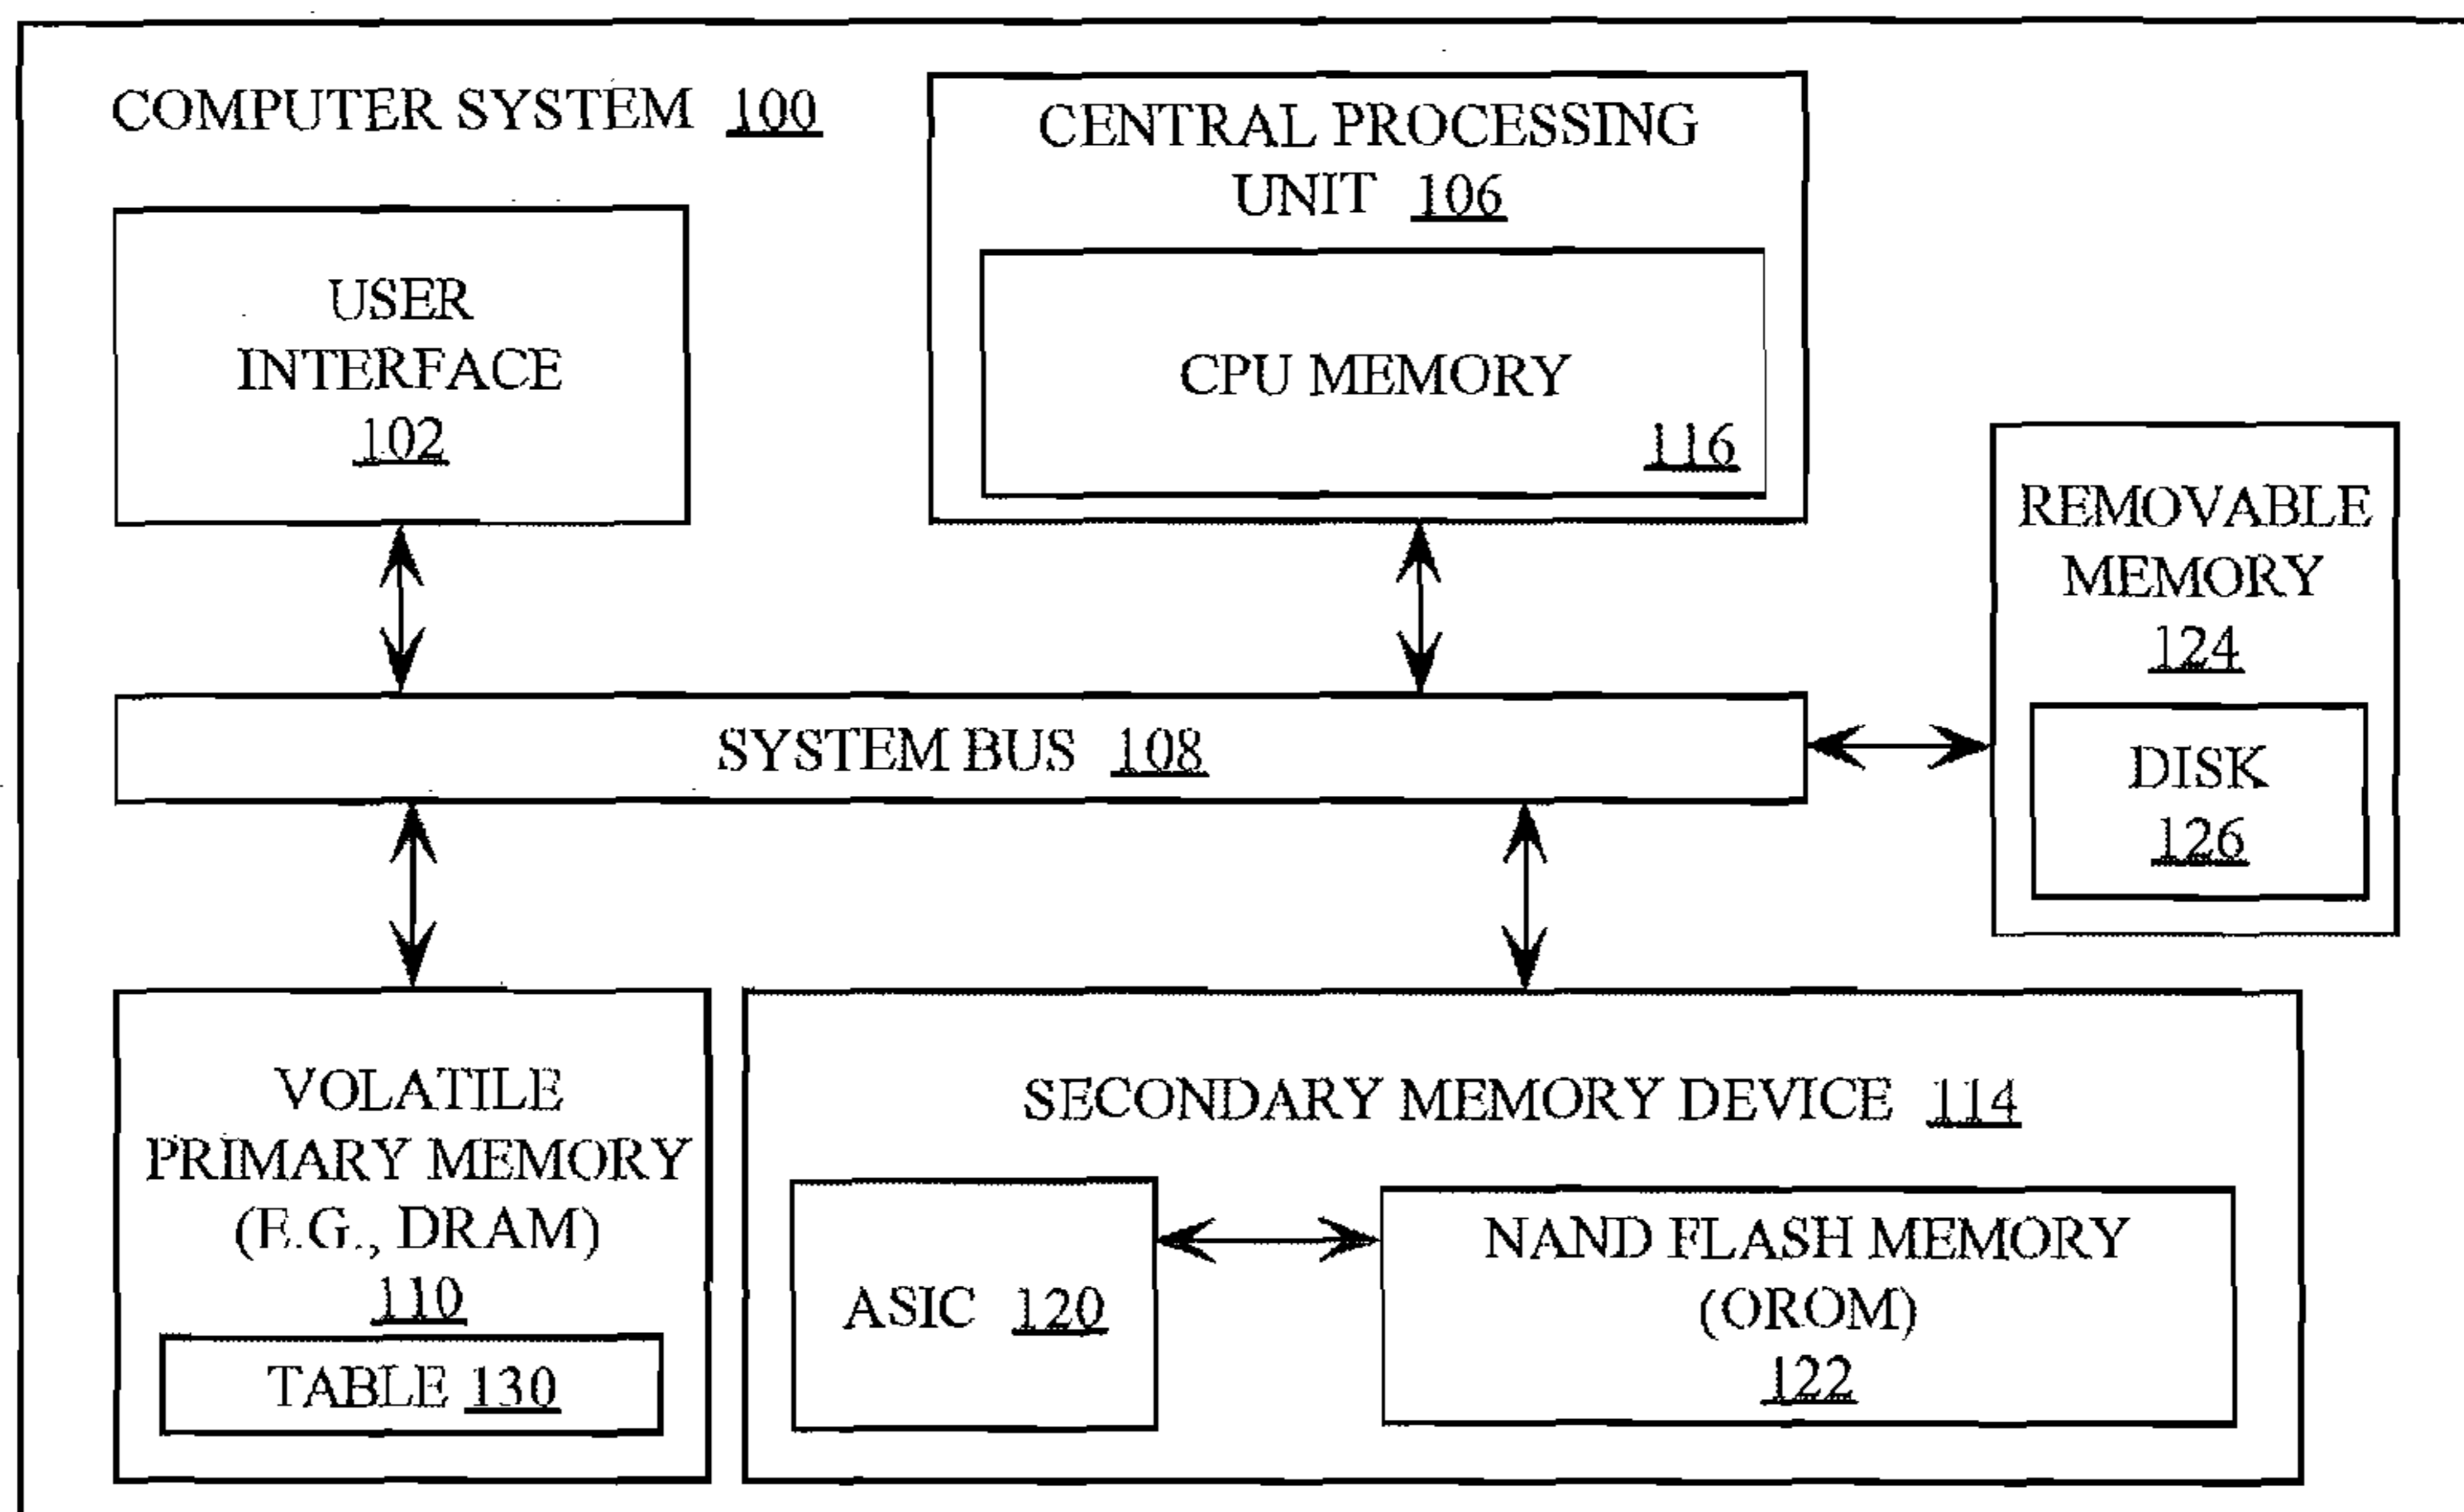 COMPUTER SYSTEM 100
CENTRAL PROCESSING
UNIT 106
CPU MEMORY
116
USER
INTERFACE
102
REMOVABLE
MEMORY
124
DISK
126
SYSTEM BUS 108
VOLATILE
PRIMARY MEMORY
(E.G., DRAM)
110
TABLE 130
SECONDARY MEMORY DEVICE 114
ASIC 120
NAND FLASH MEMORY
(OROM)
122